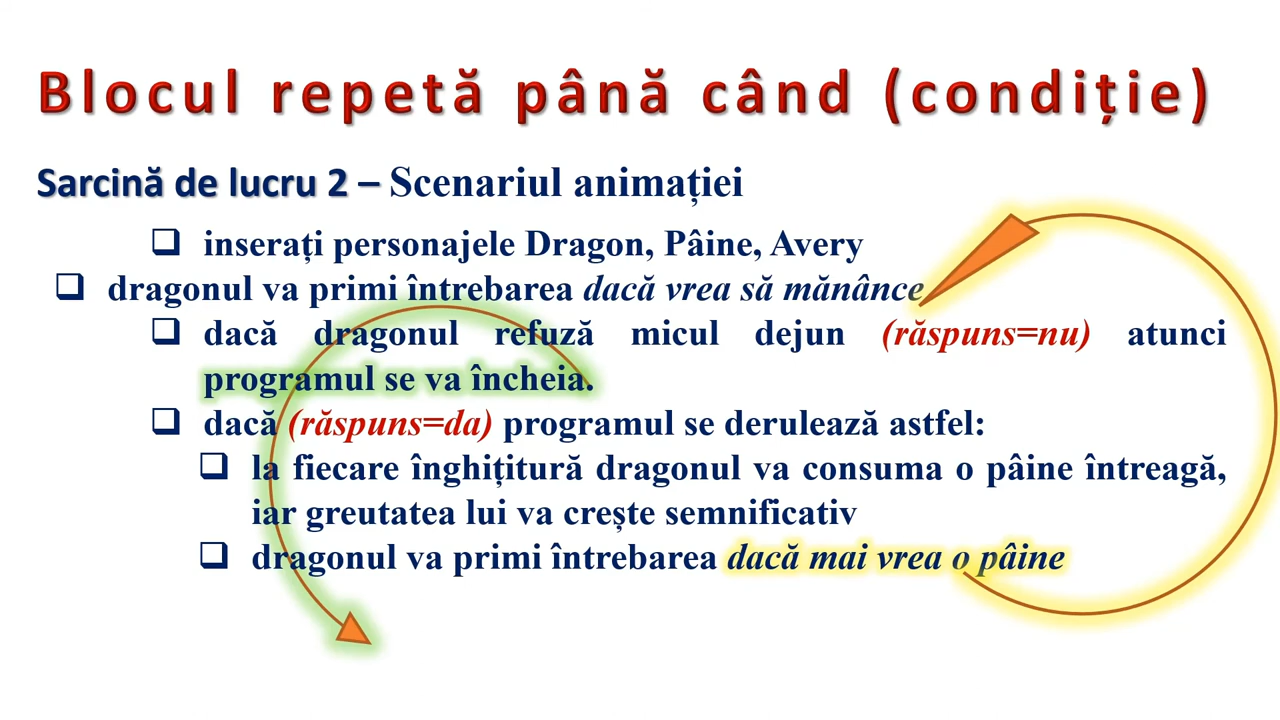 Blocul repetă până când (condiție)
Sarcină de lucru 2 – Scenariul animației
❑ inserați personajele Dragon, Pâine, Avery
❑ dragonul va primi întrebarea dacă vrea să mănânce
❑ dacă dragonul refuză micul dejun (răspuns=nu) atunci
programul se va încheia.
❑ dacă (răspuns=da) programul se derulează astfel:
❑ la fiecare înghițitură dragonul va consuma o pâine întreagă,
iar greutatea lui va crește semnificativ
❑ dragonul va primi întrebarea dacă mai vrea o pâine